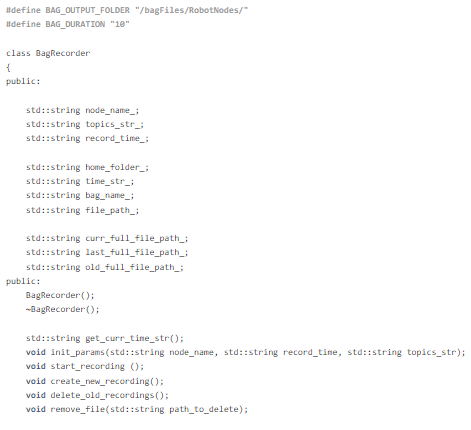 #define BAG_OUTPUT_FOLDER "/bagFiles/RobotNodes/"
#define BAG_DURATION "10"
class BagRecorder
{
public:
std::string node_name_;
std::string topics_str_;
std::string record_time_;
std::string home_folder_;
std::string time_str_;
std::string bag_name_;
std::string file_path_;
std::string curr_full_file_path_;
std::string last_full_file_path_;
std::string old_full_file_path_;
public:
BagRecorder();
~BagRecorder();
std::string get_curr_time_str();
void init_params(std::string node_name, std::string record_time, std::string topics_str);
void start_recording ();
void create_new_recording();
void delete_old_recordings();
void remove_file(std::string path_to_delete);